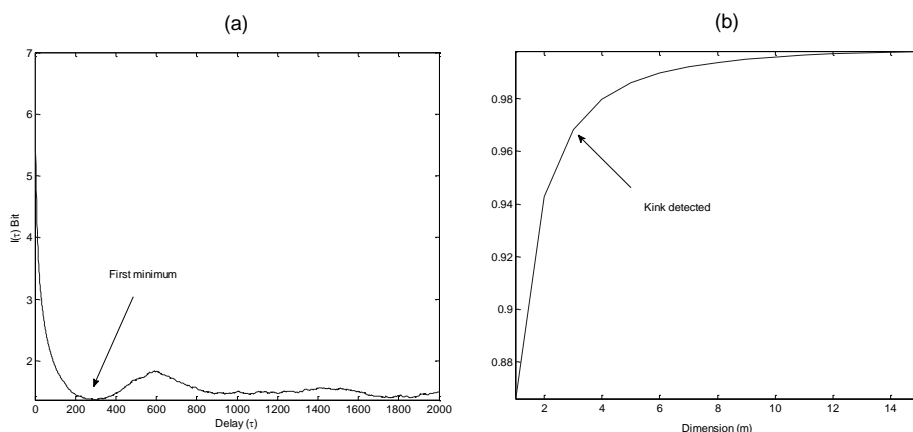 (a)
7
6
5
4
3
2
I(τ) Bit
First minimum
0 200 400 600 800 1000 1200 1400 1600 1800 2000
Delay (τ)
(b)
0.98
0.96
0.94
0.92
0.9
0.88
Kink detected
2 4 6 8 10 12 14
Dimension (m)